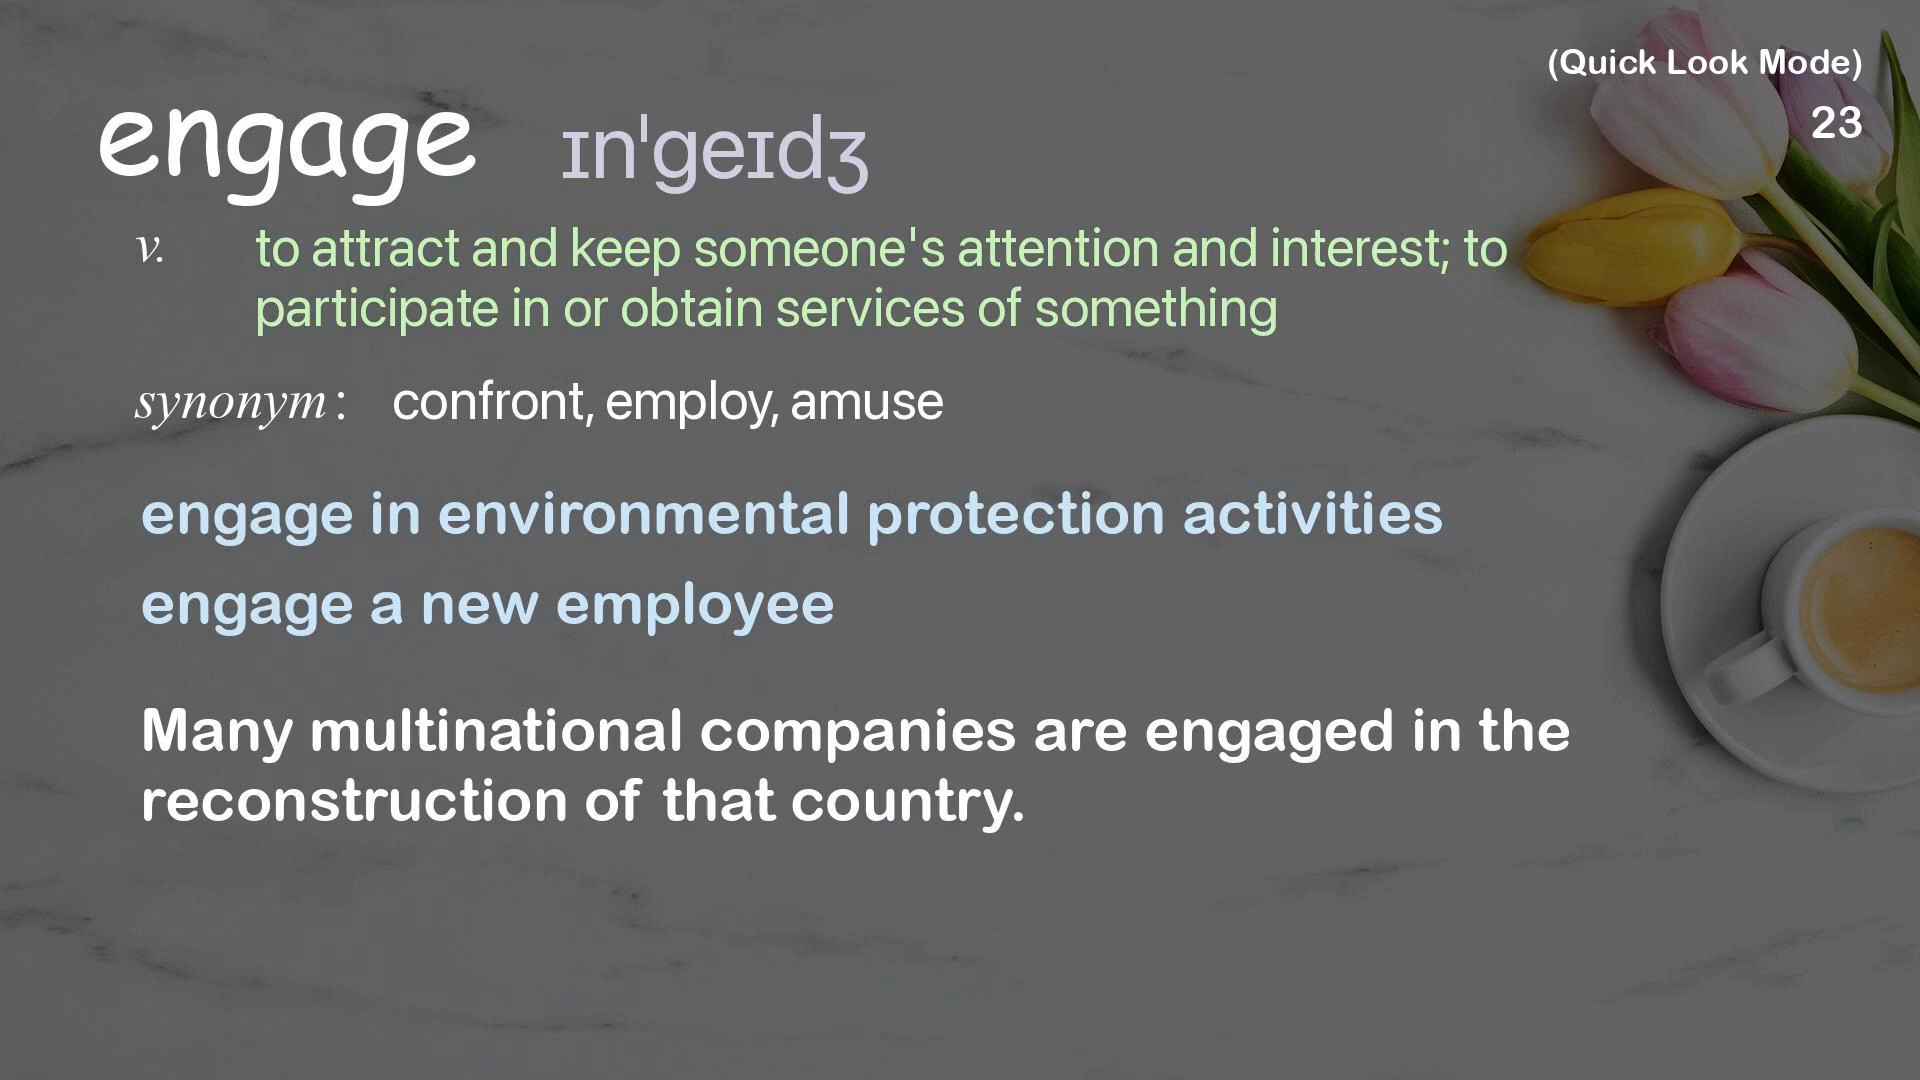 (Quick Look Mode)
23
engage ɪnˈɡeɪdʒ
v. to attract and keep someone's attention and interest; to
participate in or obtain services of something
synonym: confront, employ, amuse
engage in environmental protection activities
engage a new employee
Many multinational companies are engaged in the
reconstruction of that country.